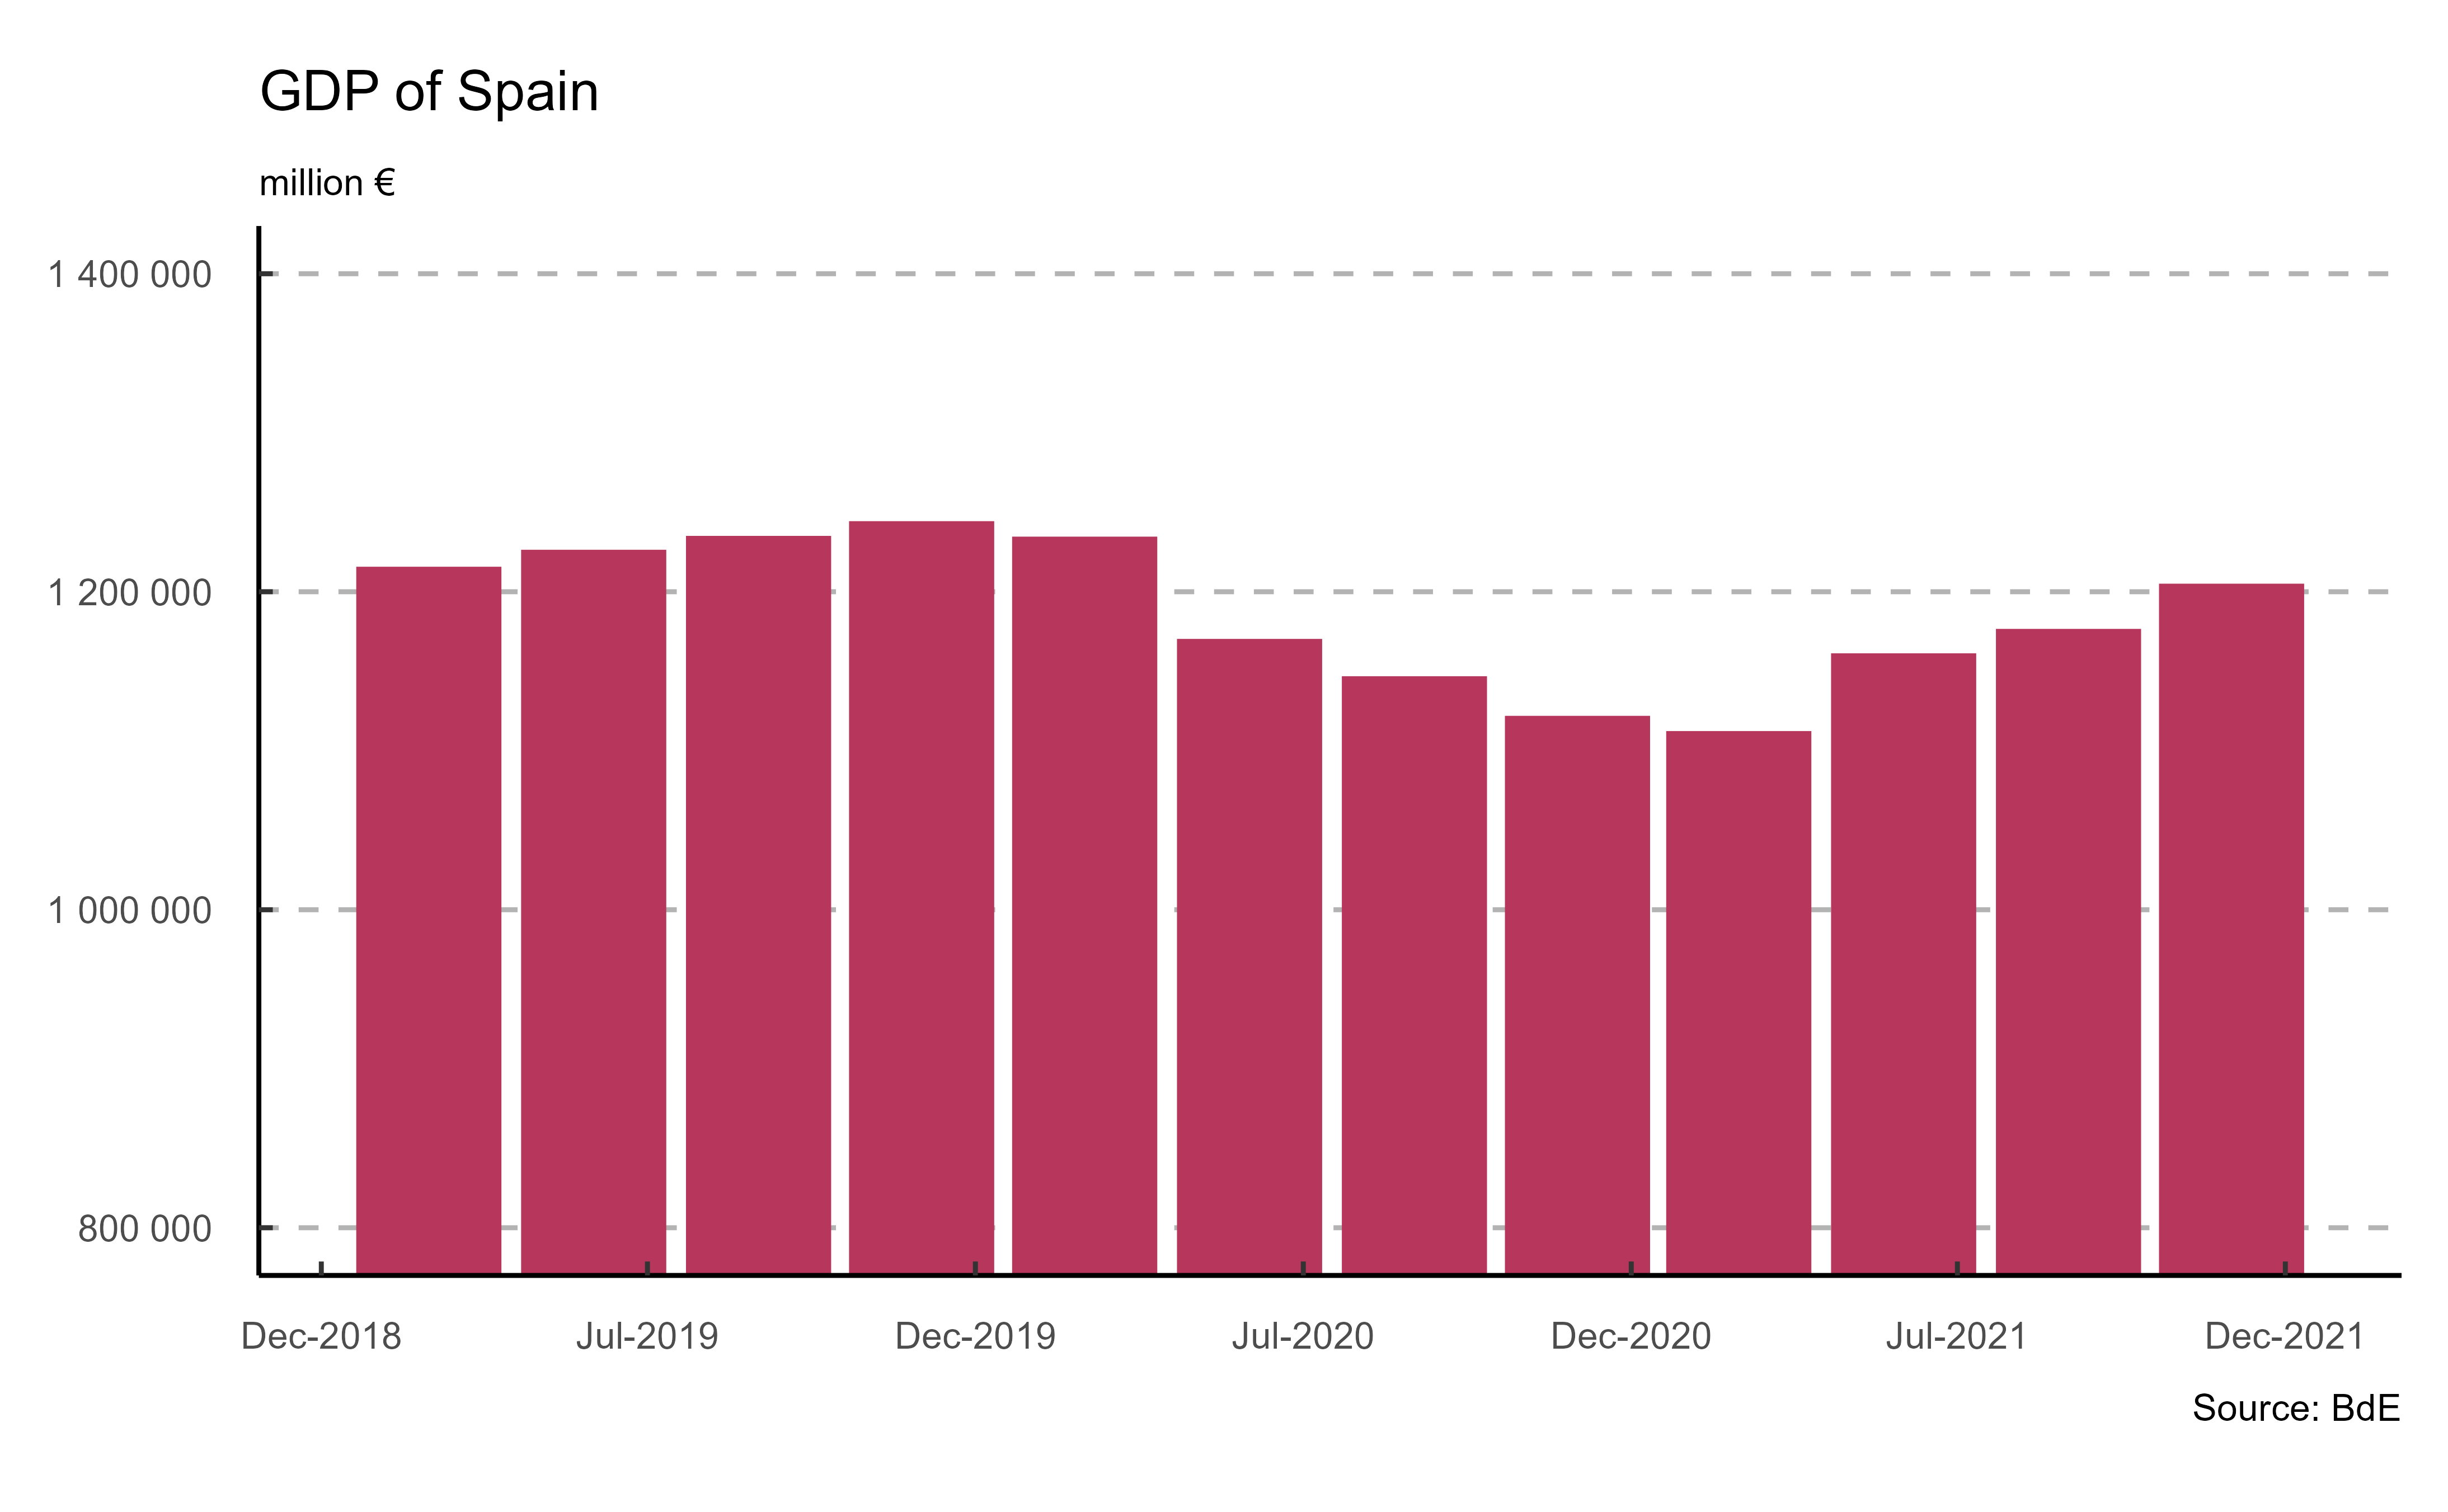 GDP of Spain
million €
1 400 000
1 200 000
1 000 000
800 000
Dec-2018 Jul-2019 Dec-2019 Jul-2020 Dec-2020 Jul-2021 Dec-2021
Source: BdE